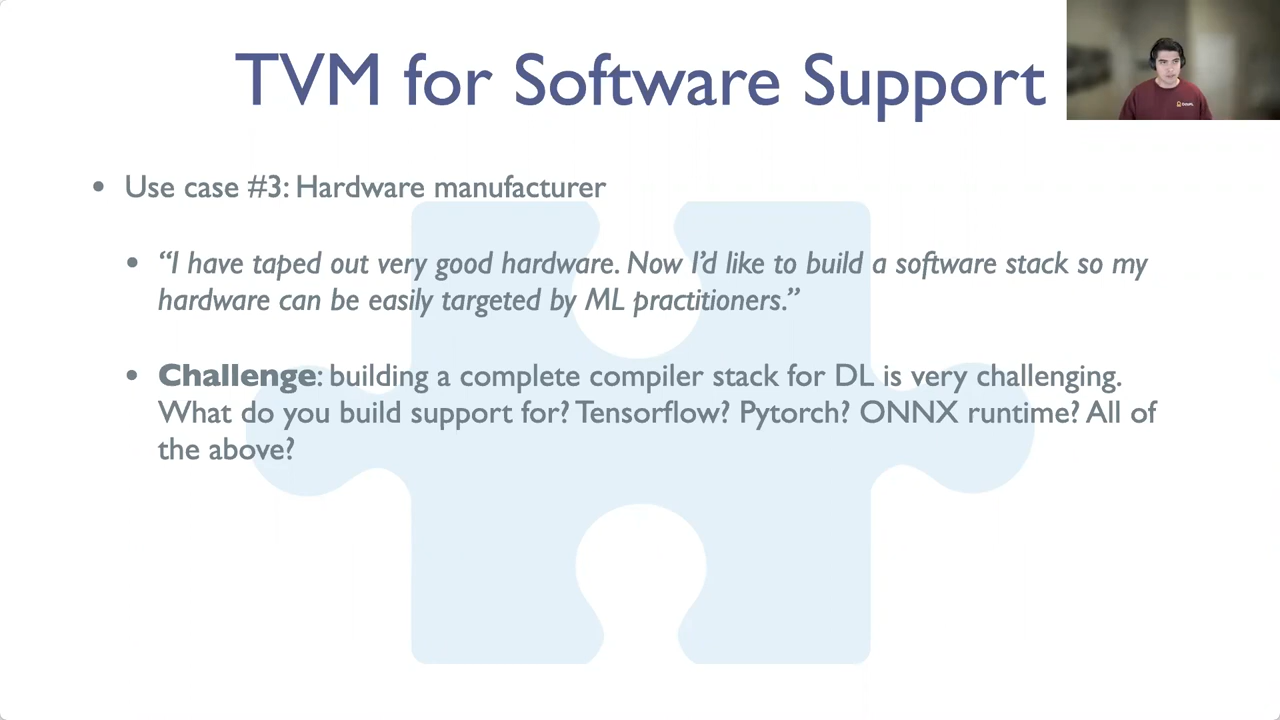 TVM for Software Support
• Use case #3: Hardware manufacturer
• “I have taped out very good hardware. Now I’d like to build a software stack so my
hardware can be easily targeted by ML practitioners.”
• Challenge: building a complete compiler stack for DL is very challenging.
What do you build support for? Tensorflow? Pytorch? ONNX runtime? All of
the above?